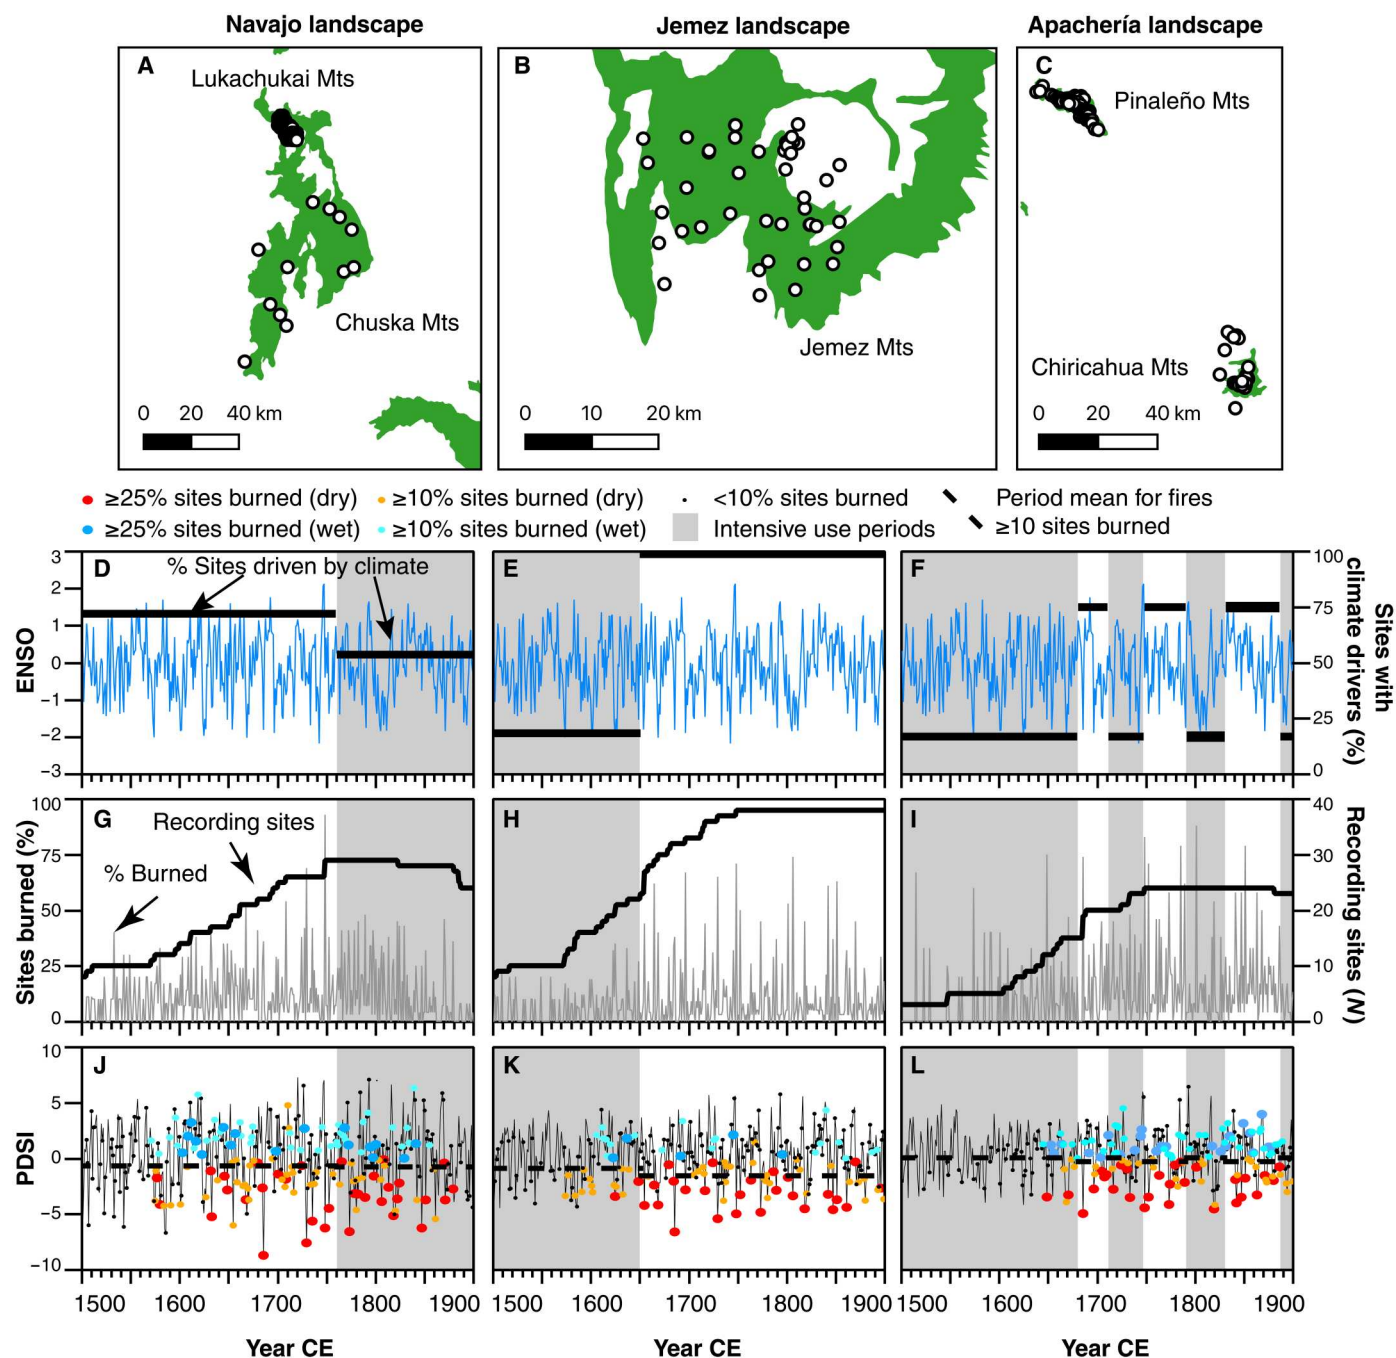 Navajo landscape
Jemez landscape
Apachería landscape
A
Lukachukai Mts
Chuska Mts
0 20 40 km
B
Jemez Mts
0 10 20 km
C
Pinaleño Mts
Chiricahua Mts
0 20 40 km
≥25% sites burned (dry)
≥10% sites burned (dry)
<10% sites burned
Period mean for fires
≥25% sites burned (wet)
≥10% sites burned (wet)
Intensive use periods
≥10 sites burned
ENSO
3
2
1
0
−1
−2
−3
D
% Sites driven by climate
E
F
100
75
50
25
0
Sites with
climate drivers (%)
Sites burned (%)
100
75
50
25
0
G
Recording sites
% Burned
H
I
40
30
20
10
0
Recording sites (N)
PDSI
10
5
0
−5
−10
J
K
L
1500 1600 1700 1800 1900
1500 1600 1700 1800 1900
1500 1600 1700 1800 1900
Year CE
Year CE
Year CE